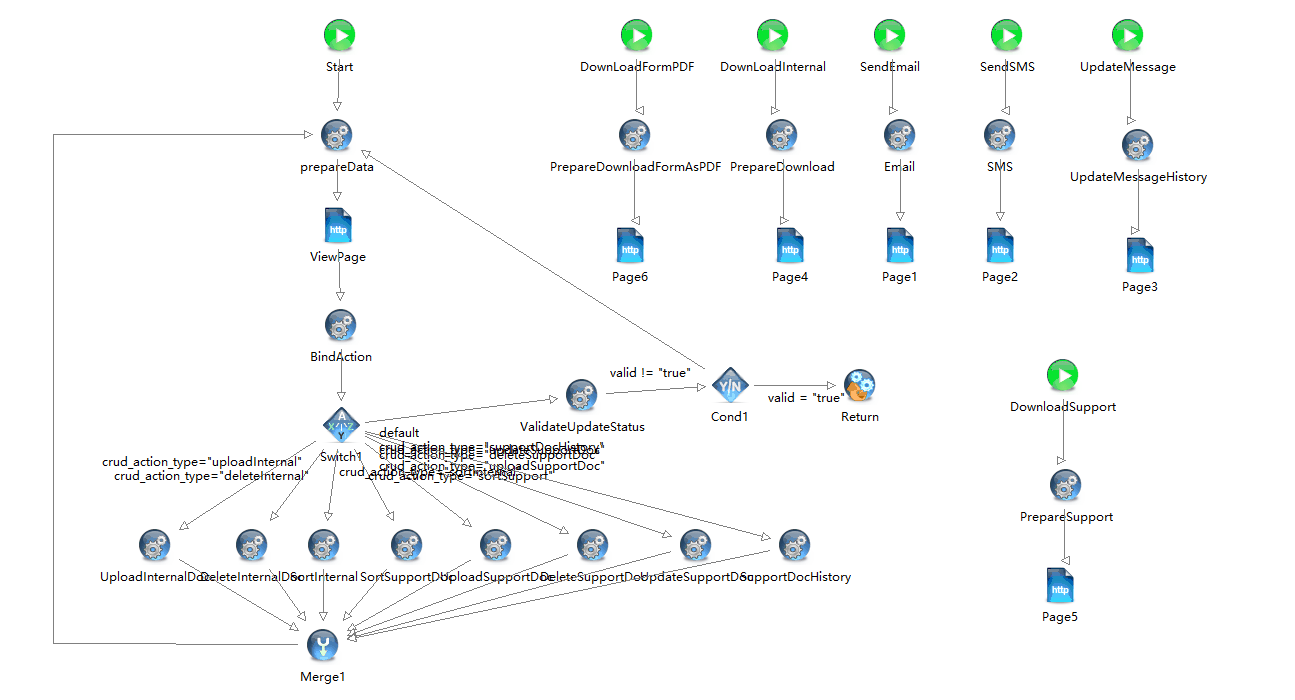 Start
DownLoadFormPDF
DownLoadInternal
SendEmail
SendSMS
UpdateMessage
prepareData
PrepareDownloadFormAsPDF
PrepareDownload
Email
SMS
UpdateMessageHistory
http
ViewPage
http
Page6
http
Page4
http
Page1
http
Page2
http
Page3
BindAction
valid != "true"
Y/N
Cond1
valid = "true"
Return
DownloadSupport
ValidateUpdateStatus
A
X
Z
Y
Switch1
default
crud_action_type="supportDocHistory"
crud_action_type="updateSupportDoc"
crud_action_type="deleteSupportDoc"
crud_action_type="uploadInternal"
crud_action_type="uploadSupportDoc"
crud_action_type="sortInternal"
crud_action_type="deleteInternal"
crud_action_type="sortSupport"
PrepareSupport
UploadInternalDoc
DeleteInternalDoc
SortInternal
SortSupportDoc
UploadSupportDoc
DeleteSupportDoc
UpdateSupportDoc
SupportDocHistory
http
Page5
Merge1